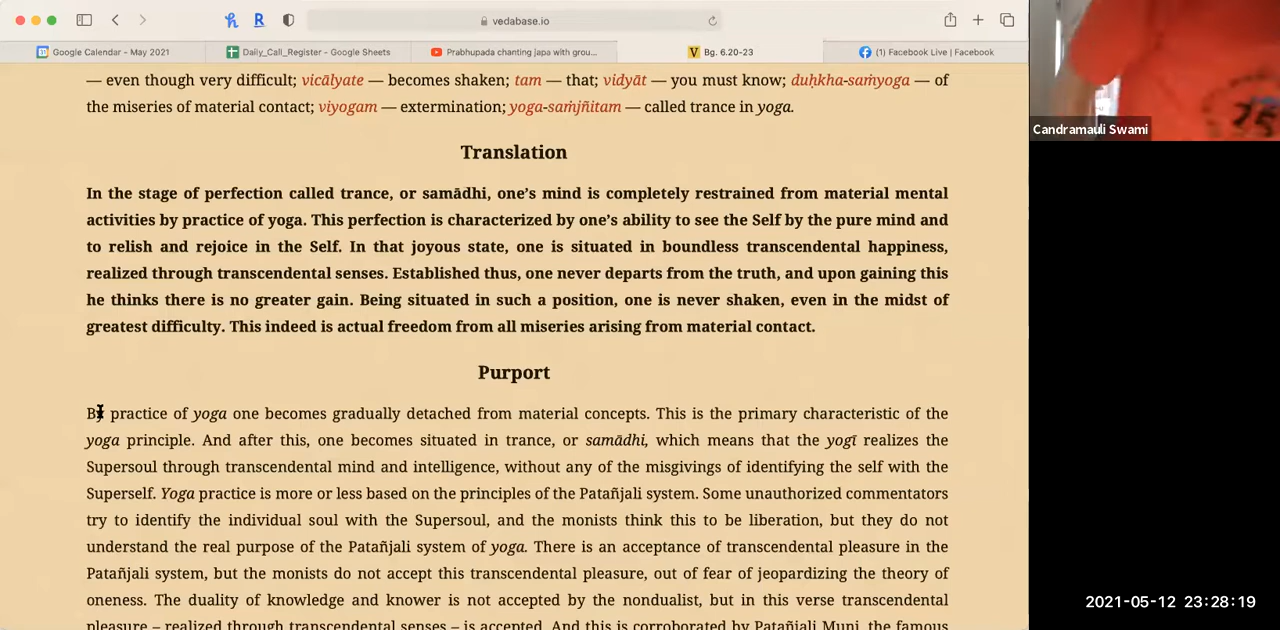 vedabase.io
Google Calendar - May 2021
Daily_Call_Register - Google Sheets
Prabhupada chanting japa with grou...
Bg. 6.20-23
(1) Facebook Live | Facebook
— even though very difficult; vicālyate — becomes shaken; tam — that; vidyāt — you must know; duḥkha-saṁyoga — of
the miseries of material contact; viyogam — extermination; yoga-saṁjñitam — called trance in yoga.
Translation
In the stage of perfection called trance, or samādhi, one's mind is completely restrained from material mental
activities by practice of yoga. This perfection is characterized by one's ability to see the Self by the pure mind and
to relish and rejoice in the Self. In that joyous state, one is situated in boundless transcendental happiness,
realized through transcendental senses. Established thus, one never departs from the truth, and upon gaining this
he thinks there is no greater gain. Being situated in such a position, one is never shaken, even in the midst of
greatest difficulty. This indeed is actual freedom from all miseries arising from material contact.
Purport
By practice of yoga one becomes gradually detached from material concepts. This is the primary characteristic of the
yoga principle. And after this, one becomes situated in trance, or samādhi, which means that the yogī realizes the
Supersoul through transcendental mind and intelligence, without any of the misgivings of identifying the self with the
Superself. Yoga practice is more or less based on the principles of the Patañjali system. Some unauthorized commentators
try to identify the individual soul with the Supersoul, and the monists think this to be liberation, but they do not
understand the real purpose of the Patañjali system of yoga. There is an acceptance of transcendental pleasure in the
Patañjali system, but the monists do not accept this transcendental pleasure, out of fear of jeopardizing the theory of
oneness. The duality of knowledge and knower is not accepted by the nondualist, but in this verse transcendental
pleasure – realized through transcendental senses – is accepted. And this is corroborated by Patañjali Muni, the famous
Candramauli Swami
2021-05-12 23:28:19